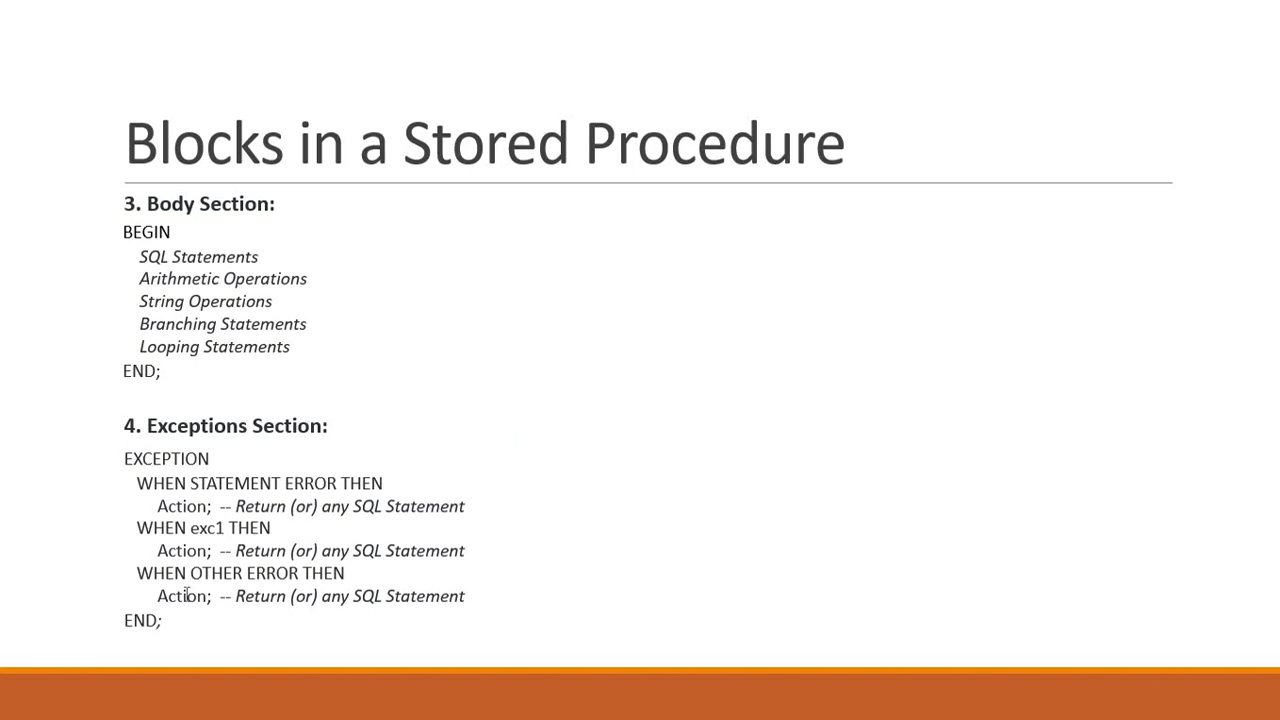 Blocks in a Stored Procedure
3. Body Section:
BEGIN
SQL Statements
Arithmetic Operations
String Operations
Branching Statements
Looping Statements
END;
4. Exceptions Section:
EXCEPTION
WHEN STATEMENT ERROR THEN
Action; -- Return (or) any SQL Statement
WHEN exc1 THEN
Action; -- Return (or) any SQL Statement
WHEN OTHER ERROR THEN
Action; -- Return (or) any SQL Statement
END;